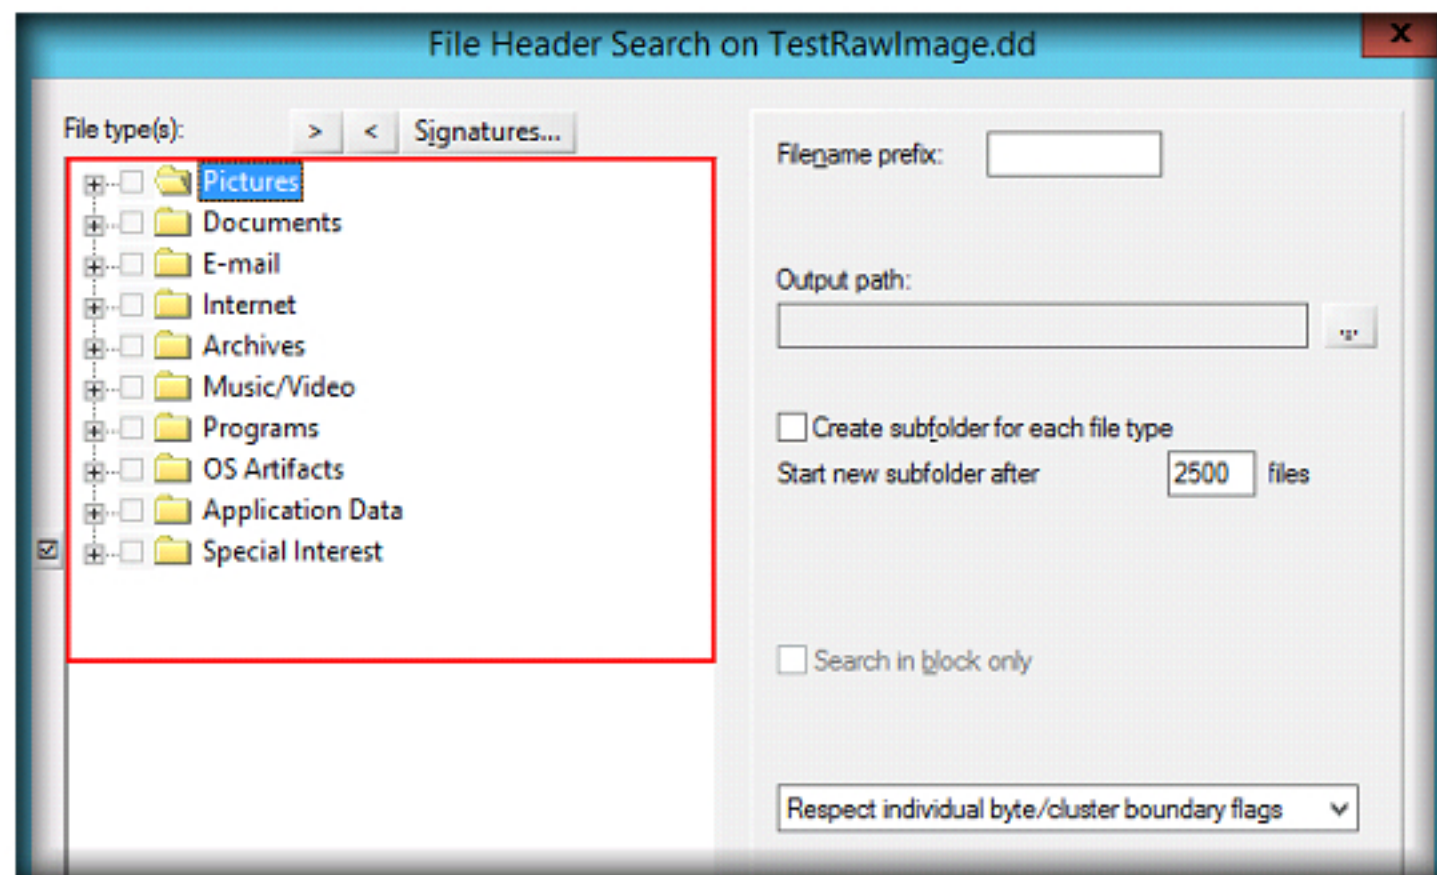 File Header Search on TestRawImage.dd
x
File type(s):
> < Signatures...
Pictures
Documents
E-mail
Internet
Archives
Music/Video
Programs
OS Artifacts
Application Data
Special Interest
Filename prefix:
Output path:
...
Create subfolder for each file type
Start new subfolder after 2500 files
Search in block only
Respect individual byte/cluster boundary flags